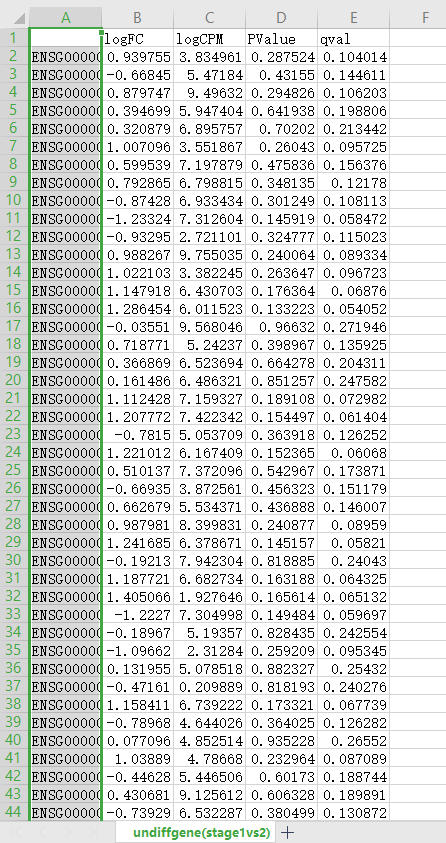 A B C D E F
1 logFC logCPM PValue qval
2 ENSG00000 0.939755 3.834961 0.287524 0.104014
3 ENSG00000 -0.66845 5.47184 0.43155 0.144611
4 ENSG00000 0.879747 9.49632 0.294826 0.106203
5 ENSG00000 0.394699 5.947404 0.641938 0.198806
6 ENSG00000 0.320879 6.895757 0.70202 0.213442
7 ENSG00000 1.007096 3.551867 0.26043 0.095725
8 ENSG00000 0.599539 7.197879 0.475836 0.156376
9 ENSG00000 0.792865 6.798815 0.348135 0.12178
10 ENSG00000 -0.87428 6.933434 0.301249 0.108113
11 ENSG00000 -1.23324 7.312604 0.145919 0.058472
12 ENSG00000 -0.93295 2.721101 0.324777 0.115023
13 ENSG00000 0.988267 9.755035 0.240064 0.089334
14 ENSG00000 1.022103 3.382245 0.263647 0.096723
15 ENSG00000 1.147918 6.430703 0.176364 0.06876
16 ENSG00000 1.286454 6.011523 0.133223 0.054052
17 ENSG00000 -0.03551 9.568046 0.96632 0.271946
18 ENSG00000 0.718771 5.24237 0.398967 0.135925
19 ENSG00000 0.366869 6.523694 0.664278 0.204311
20 ENSG00000 0.161486 6.486321 0.851257 0.247582
21 ENSG00000 1.112428 7.159327 0.189108 0.072982
22 ENSG00000 1.207772 7.422342 0.154497 0.061404
23 ENSG00000 -0.7815 5.053709 0.363918 0.126252
24 ENSG00000 1.221012 6.167409 0.152365 0.06068
25 ENSG00000 0.510137 7.372096 0.542967 0.173871
26 ENSG00000 -0.66935 3.872561 0.456323 0.151179
27 ENSG00000 0.662679 5.534371 0.436888 0.146007
28 ENSG00000 0.987981 8.399831 0.240877 0.08959
29 ENSG00000 1.241685 6.378671 0.145157 0.05821
30 ENSG00000 -0.19213 7.942304 0.818885 0.24043
31 ENSG00000 1.187721 6.682734 0.163188 0.064325
32 ENSG00000 1.405066 1.927646 0.165614 0.065132
33 ENSG00000 -1.2227 7.304998 0.149484 0.059697
34 ENSG00000 -0.18967 5.19357 0.828435 0.242554
35 ENSG00000 -1.09662 2.31284 0.259209 0.095345
36 ENSG00000 0.131955 5.078518 0.882327 0.25432
37 ENSG00000 -0.47161 0.209889 0.818193 0.240276
38 ENSG00000 1.158411 6.739222 0.173321 0.067739
39 ENSG00000 -0.78968 4.644026 0.364025 0.126282
40 ENSG00000 0.077096 4.852514 0.935228 0.26552
41 ENSG00000 1.03889 4.78668 0.232964 0.087089
42 ENSG00000 -0.44628 5.446506 0.60173 0.188744
43 ENSG00000 0.430681 9.125612 0.606328 0.189891
44 ENSG00000 -0.73929 6.532287 0.380499 0.130872
undiffgene(stage1vs2)